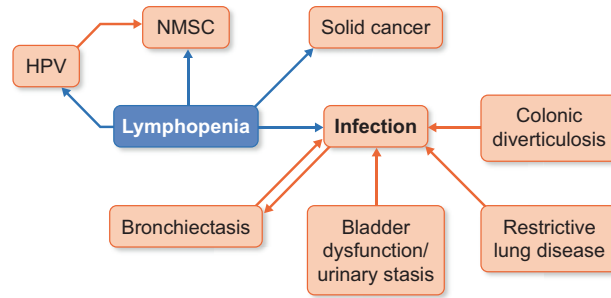 NMSC
Solid cancer
HPV
Lymphopenia
Infection
Colonic
diverticulosis
Bronchiectasis
Bladder
dysfunction/
urinary stasis
Restrictive
lung disease